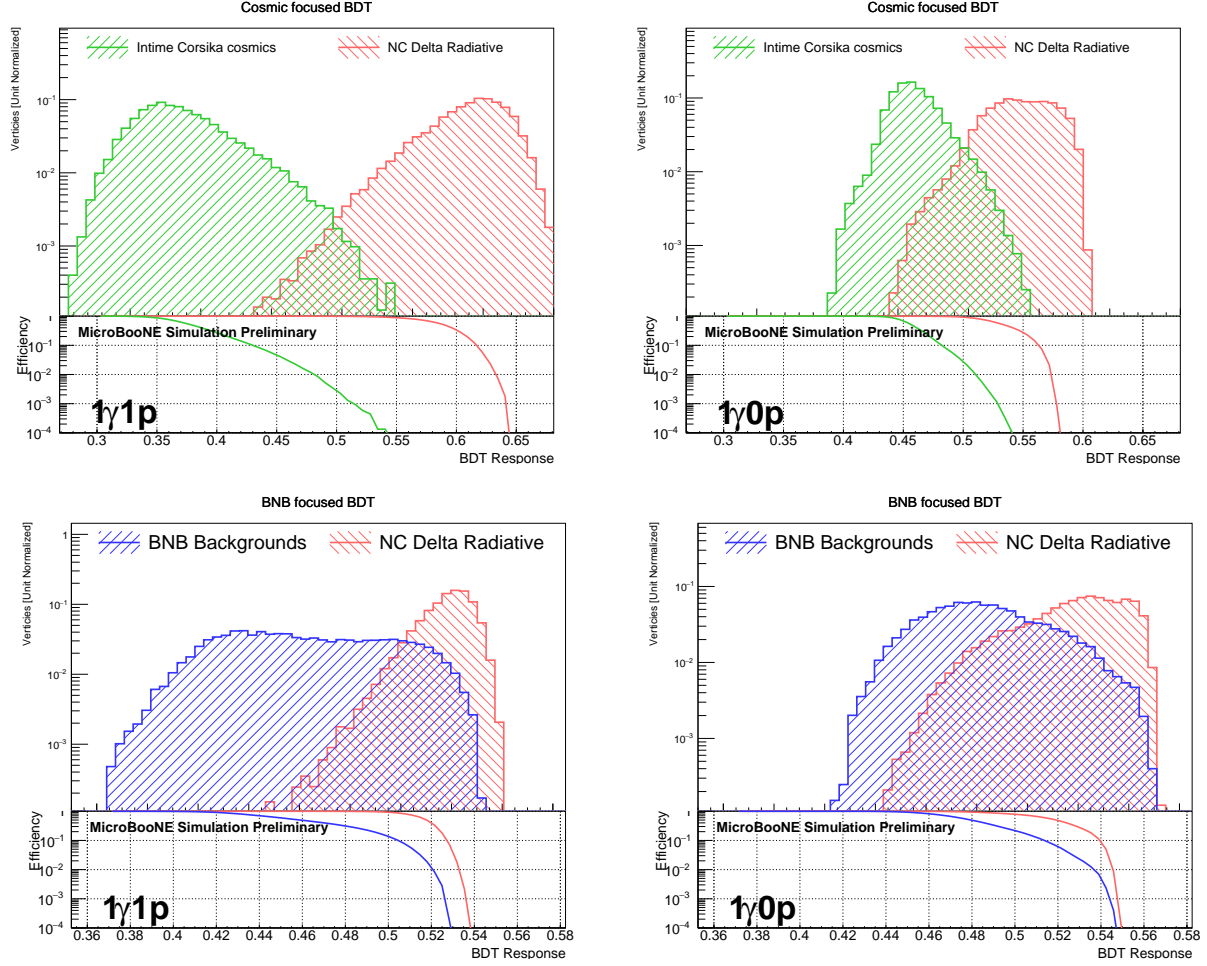 Cosmic focused BDT
Verticies [Unit Normalized]
Intime Corsika cosmics
NC Delta Radiative
10⁻¹
10⁻²
10⁻³
Efficiency
1
10⁻¹
10⁻²
10⁻³
10⁻⁴
MicroBooNE Simulation Preliminary
1γ1p
0.3 0.35 0.4 0.45 0.5 0.55 0.6 0.65
BDT Response
Cosmic focused BDT
Verticies [Unit Normalized]
Intime Corsika cosmics
NC Delta Radiative
10⁻¹
10⁻²
10⁻³
Efficiency
1
10⁻¹
10⁻²
10⁻³
10⁻⁴
MicroBooNE Simulation Preliminary
1γ0p
0.3 0.35 0.4 0.45 0.5 0.55 0.6 0.65
BDT Response
BNB focused BDT
Verticies [Unit Normalized]
BNB Backgrounds
NC Delta Radiative
1
10⁻¹
10⁻²
10⁻³
Efficiency
1
10⁻¹
10⁻²
10⁻³
10⁻⁴
MicroBooNE Simulation Preliminary
1γ1p
0.36 0.38 0.4 0.42 0.44 0.46 0.48 0.5 0.52 0.54 0.56 0.58
BDT Response
BNB focused BDT
Verticies [Unit Normalized]
BNB Backgrounds
NC Delta Radiative
10⁻¹
10⁻²
10⁻³
Efficiency
1
10⁻¹
10⁻²
10⁻³
10⁻⁴
MicroBooNE Simulation Preliminary
1γ0p
0.36 0.38 0.4 0.42 0.44 0.46 0.48 0.5 0.52 0.54 0.56 0.58
BDT Response